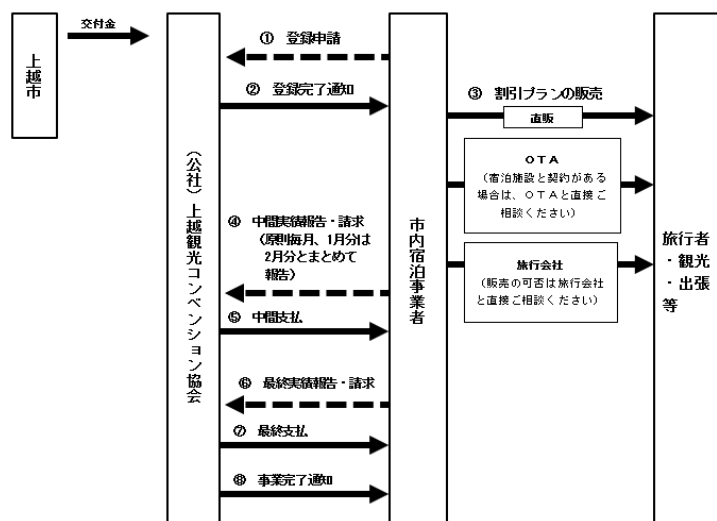 交付金
上越市
(公社)上越観光コンベンション協会
① 登録申請
② 登録完了通知
④ 中間実績報告・請求
(原則毎月、1月分は
2月分とまとめて
報告)
⑤ 中間支払
⑥ 最終実績報告・請求
⑦ 最終支払
⑧ 事業完了通知
市内宿泊事業者
③ 割引プランの販売
直販
OTA
(宿泊施設と契約がある
場合は、OTAと直接ご
相談ください)
旅行会社
(販売の可否は旅行会社
と直接ご相談ください)
旅行者
・観光
・出張
等